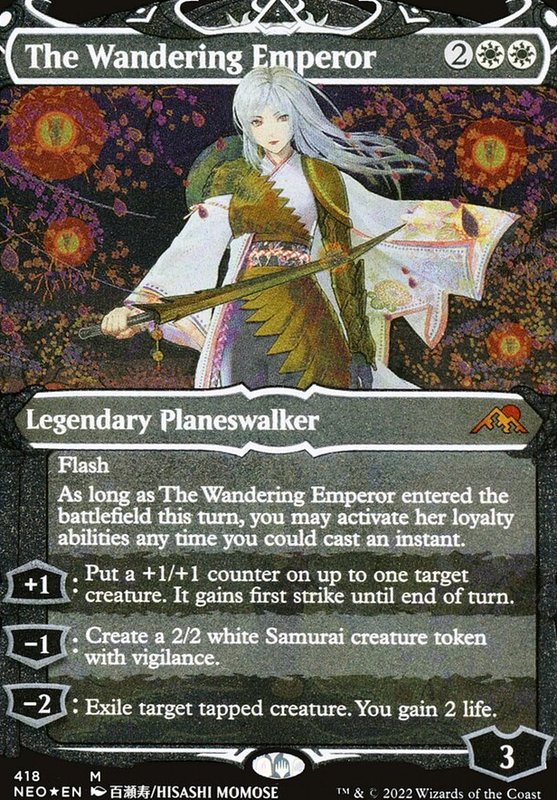 The Wandering Emperor 2
Legendary Planeswalker
Flash
As long as The Wandering Emperor entered the
battlefield this turn, you may activate her loyalty
abilities any time you could cast an instant.
+1 : Put a +1/+1 counter on up to one target
creature. It gains first strike until end of turn.
−1 : Create a 2/2 white Samurai creature token
with vigilance.
−2 : Exile target tapped creature. You gain 2 life.
3
418 M
NEO★EN 百瀬寿/HISASHI MOMOSE
™ & © 2022 Wizards of the Coast